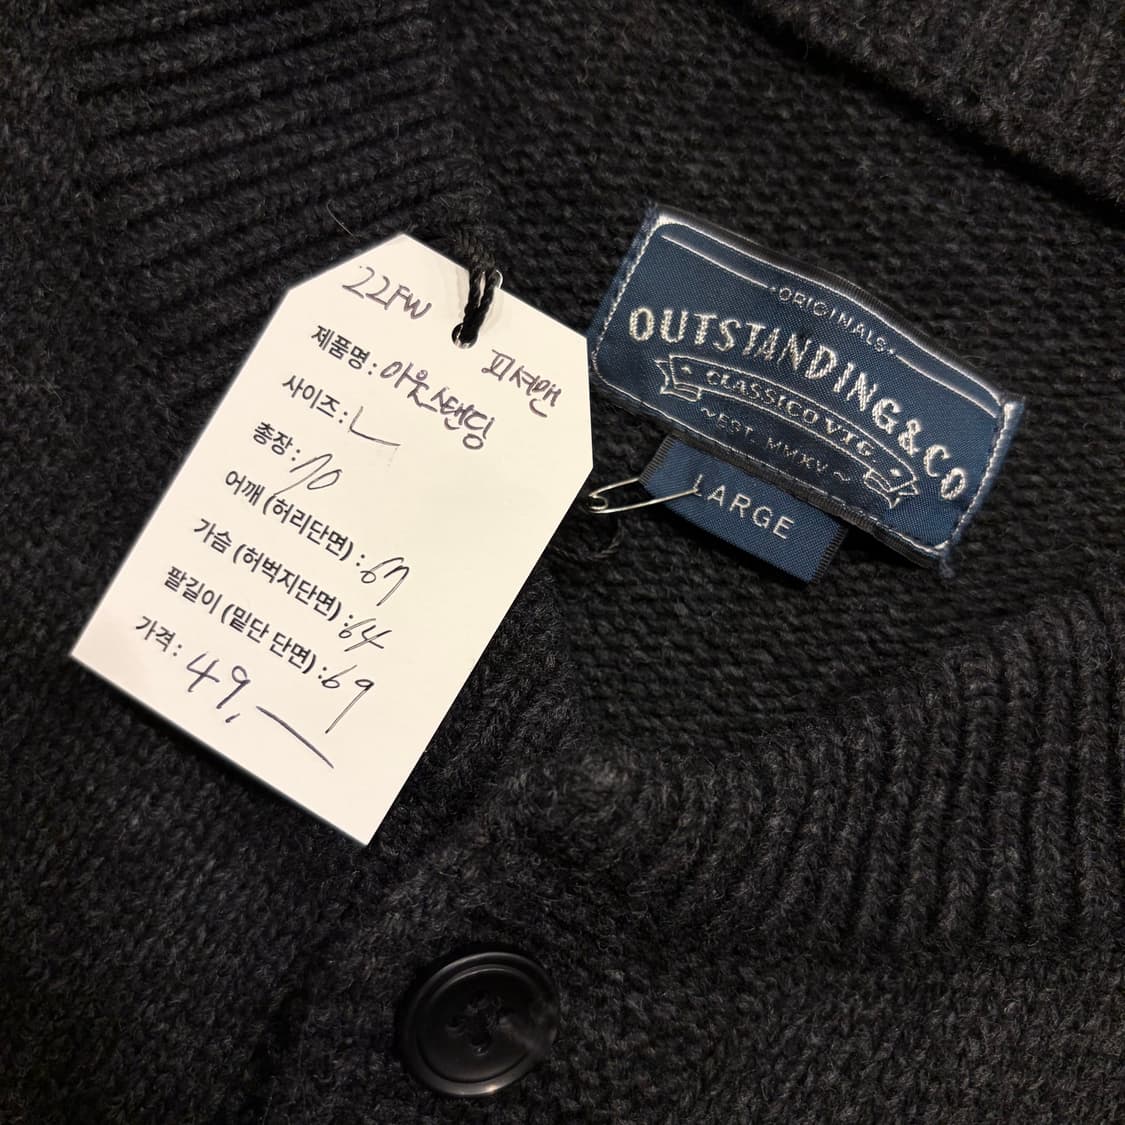 22FW
피셔맨
제품명 : 아웃스탠딩
사이즈 : L
총장 : 70
어깨 (허리단면) : 67
가슴 (허벅지단면) : 64
팔길이 (밑단 단면) : 69
가격 : 49,—
·ORIGINALS·
OUTSTANDING&CO
CLASSICO VTG.
~EST. MMXV~
LARGE